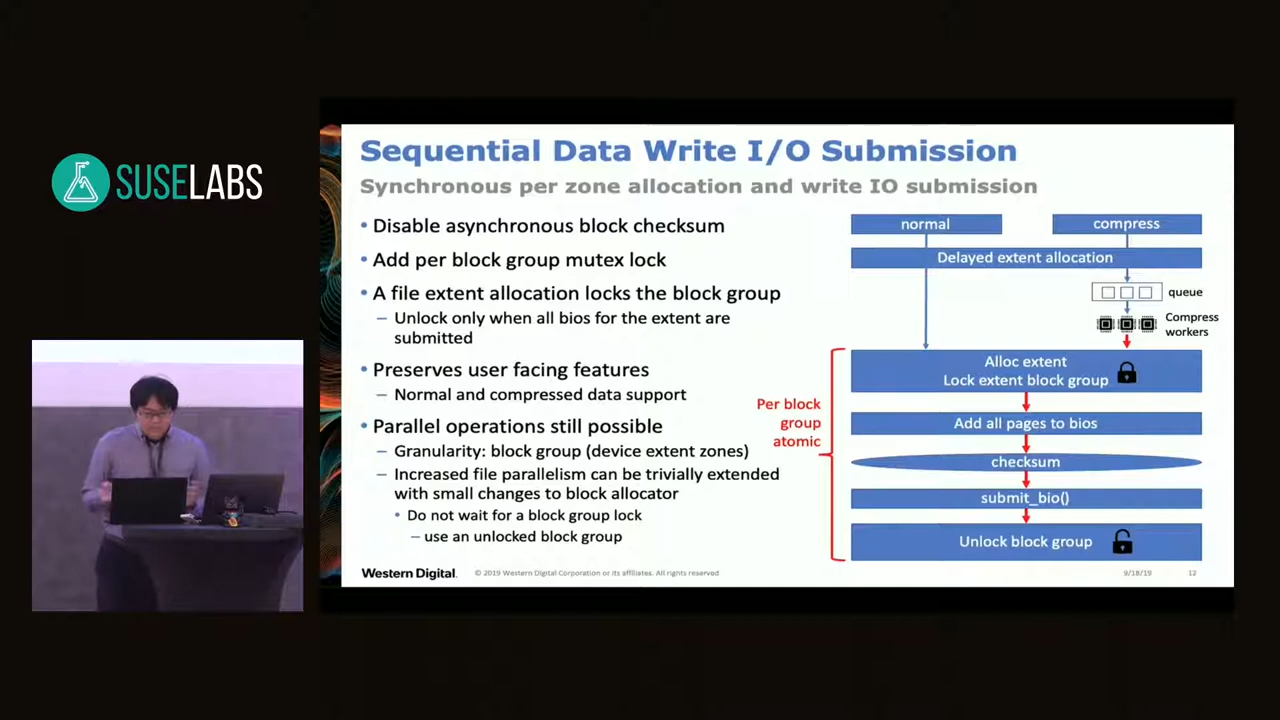 SUSELABS
Sequential Data Write I/O Submission
Synchronous per zone allocation and write IO submission
• Disable asynchronous block checksum
• Add per block group mutex lock
• A file extent allocation locks the block group
– Unlock only when all bios for the extent are
submitted
• Preserves user facing features
– Normal and compressed data support
• Parallel operations still possible
– Granularity: block group (device extent zones)
– Increased file parallelism can be trivially extended
with small changes to block allocator
• Do not wait for a block group lock
– use an unlocked block group
normal
compress
Delayed extent allocation
queue
Compress
workers
Alloc extent
Lock extent block group
Per block
group
atomic
Add all pages to bios
checksum
submit_bio()
Unlock block group
Western Digital.
© 2019 Western Digital Corporation or its affiliates. All rights reserved
9/18/19
12